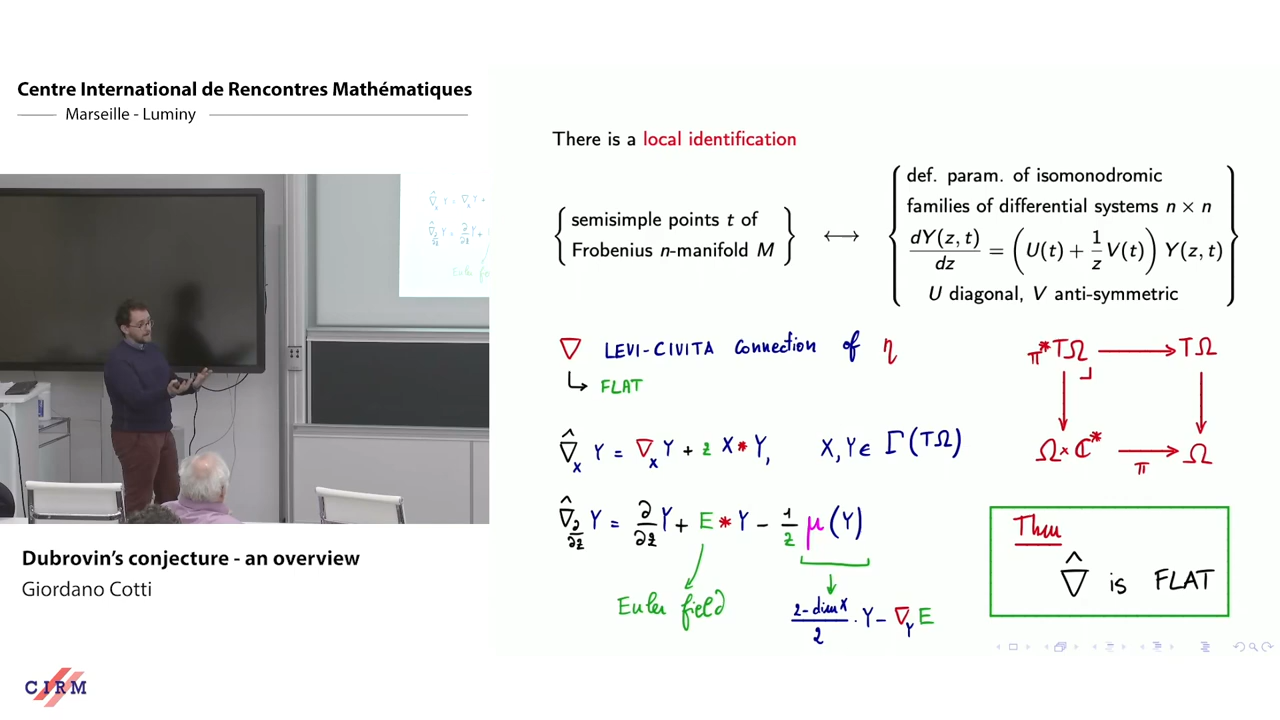 Centre International de Rencontres Mathématiques
Marseille - Luminy
There is a local identification
{ semisimple points t of
Frobenius n-manifold M }
⟷
{ def. param. of isomonodromic
families of differential systems n × n
dY(z, t)/dz = (U(t) + 1/z V(t)) Y(z, t)
U diagonal, V anti-symmetric }
∇ LEVI-CIVITA connection of η
↳ FLAT
π*TΩ ⟶ TΩ
Ω × ℂ* ⟶ Ω
π
∇̂_X Y = ∇_X Y + z X * Y, X, Y ∈ Γ(TΩ)
∇̂_∂/∂z Y = ∂/∂z Y + E * Y − 1/z μ(Y)
Euler field
2-dim X/2 · Y − ∇_Y E
Thm
∇̂ is FLAT
Dubrovin's conjecture - an overview
Giordano Cotti
CIRM